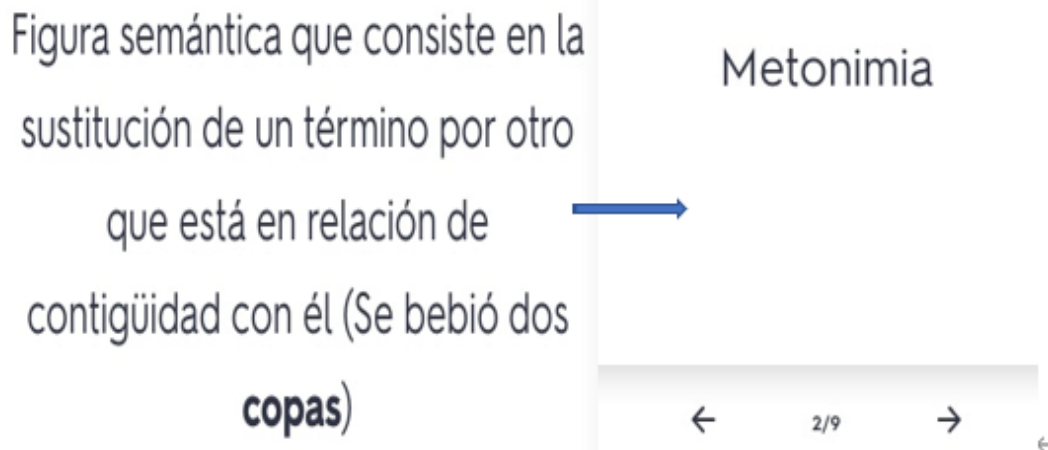 Figura semántica que consiste en la
sustitución de un término por otro
que está en relación de
contigüidad con él (Se bebió dos
copas)
Metonimia
← 2/9 →